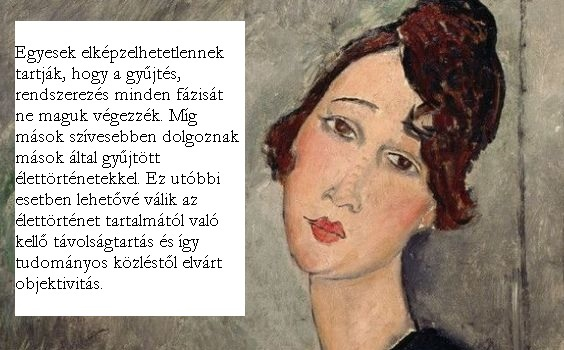 Egyesek elképzelhetetlennek
tartják, hogy a gyűjtés,
rendszerezés minden fázisát
ne maguk végezzék. Míg
mások szívesebben dolgoznak
mások által gyűjtött
élettörténetekkel. Ez utóbbi
esetben lehetővé válik az
élettörténet tartalmától való
kellő távolságtartás és így
tudományos közléstől elvárt
objektivitás.